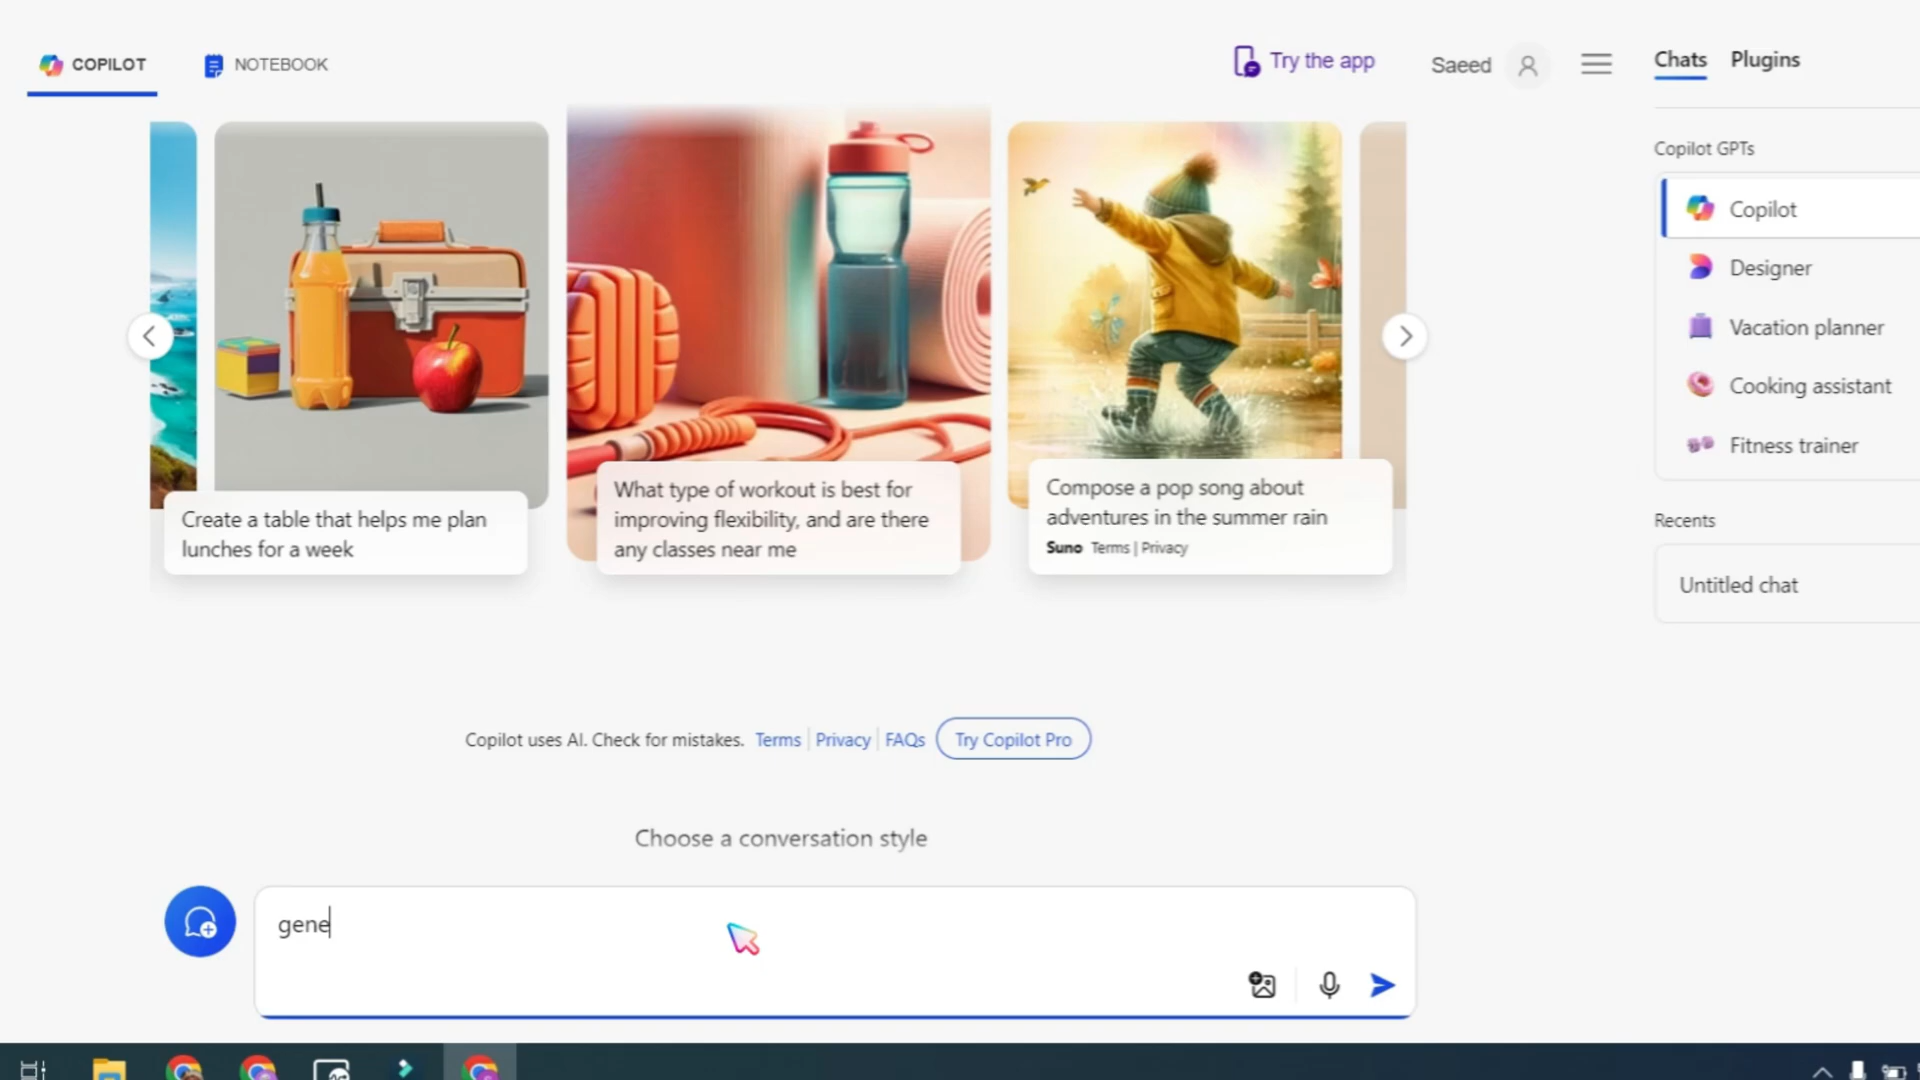 COPILOT
NOTEBOOK
Try the app
Saeed
Chats
Plugins
Create a table that helps me plan
lunches for a week
What type of workout is best for
improving flexibility, and are there
any classes near me
Compose a pop song about
adventures in the summer rain
Suno Terms | Privacy
Copilot GPTs
Copilot
Designer
Vacation planner
Cooking assistant
Fitness trainer
Recents
Untitled chat
Copilot uses AI. Check for mistakes. Terms | Privacy | FAQs Try Copilot Pro
Choose a conversation style
gene